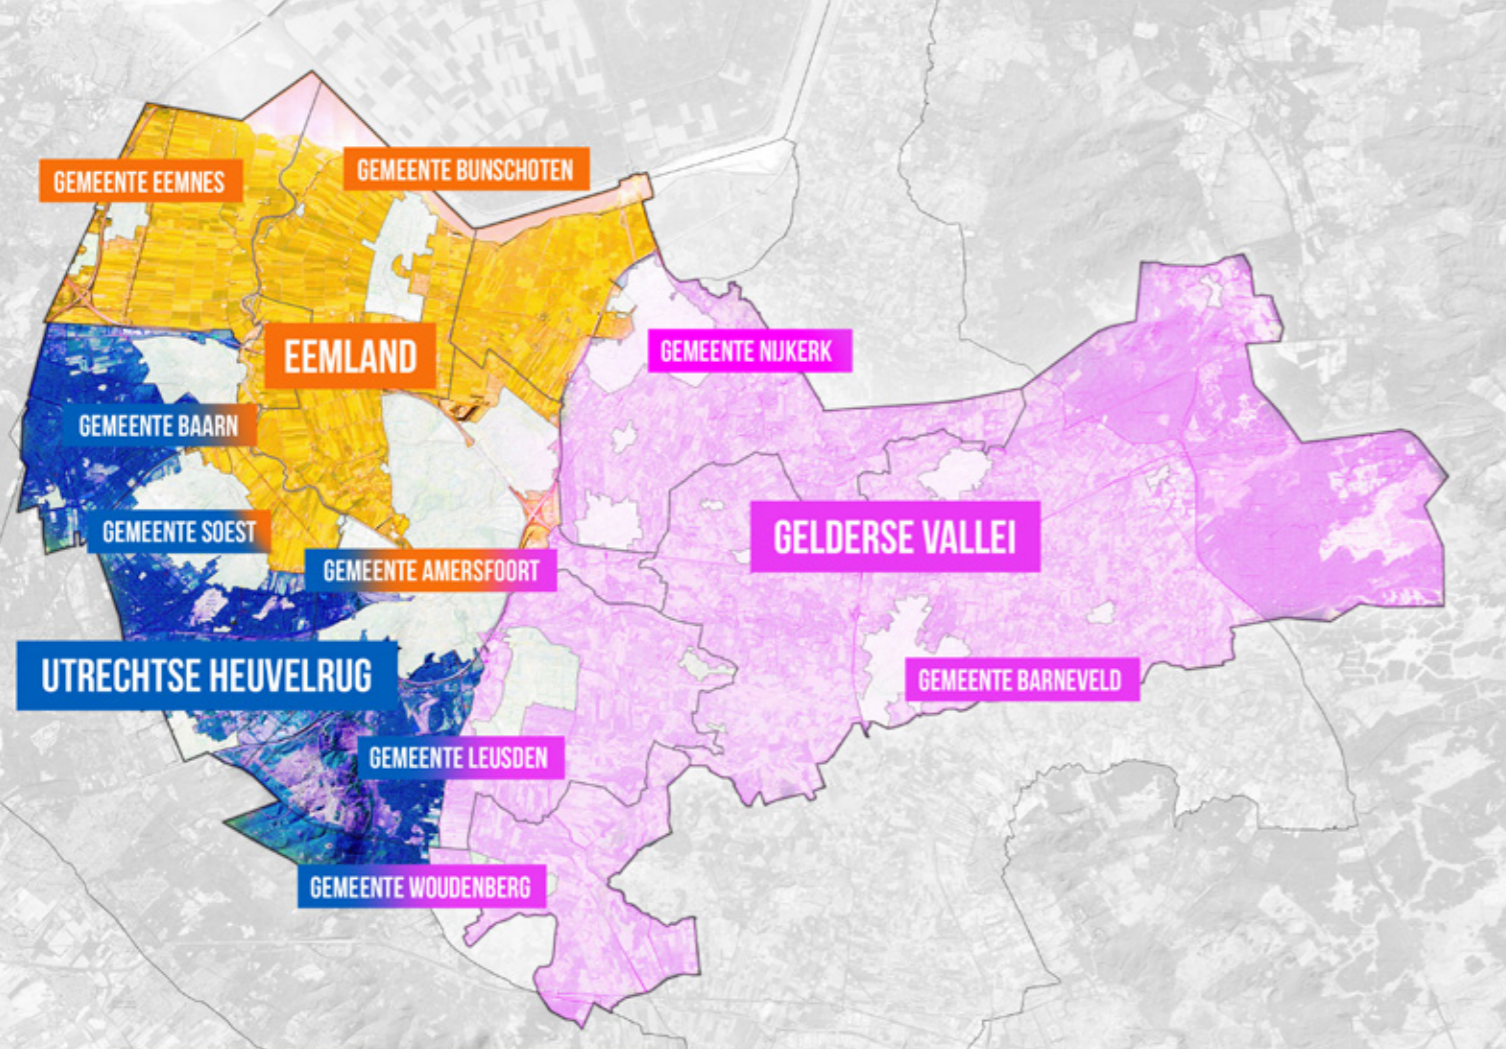 GEMEENTE BUNSCHOTEN
GEMEENTE EEMNES
GEMEENTE NIJKERK
EEMLAND
GEMEENTE BAARN
GEMEENTE SOEST
GELDERSE VALLEI
GEMEENTE AMERSFOORT
UTRECHTSE HEUVELRUG
GEMEENTE BARNEVELD
GEMEENTE LEUSDEN
GEMEENTE WOUDENBERG